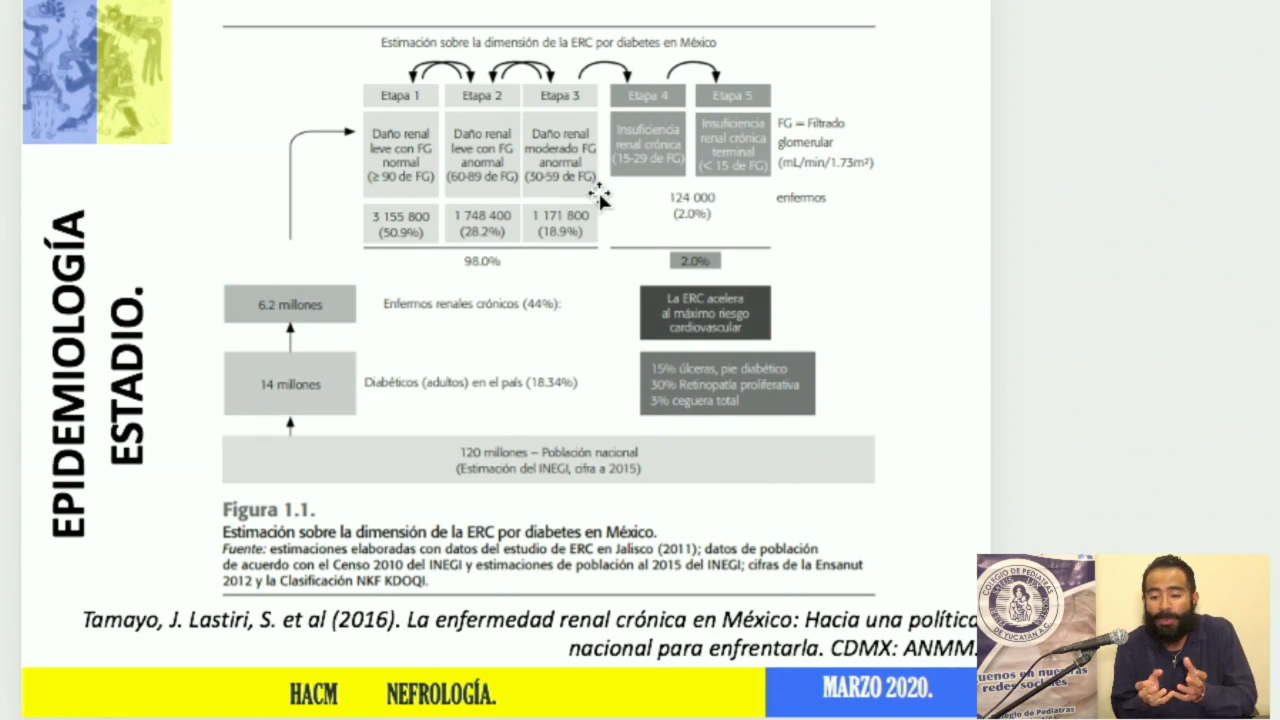 EPIDEMIOLOGÍA
ESTADIO.
Estimación sobre la dimensión de la ERC por diabetes en México
Etapa 1
Daño renal
leve con FG
normal
(≥ 90 de FG)
3 155 800
(50.9%)
Etapa 2
Daño renal
leve con FG
anormal
(60-89 de FG)
1 748 400
(28.2%)
Etapa 3
Daño renal
moderado FG
anormal
(30-59 de FG)
1 171 800
(18.9%)
Etapa 4
Insuficiencia
renal crónica
(15-29 de FG)
Etapa 5
Insuficiencia
renal crónica
terminal
(< 15 de FG)
FG = Filtrado
glomerular
(mL/min/1.73m²)
124 000
(2.0%)
enfermos
98.0%
2.0%
6.2 millones
Enfermos renales crónicos (44%):
La ERC acelera
al máximo riesgo
cardiovascular
14 millones
Diabéticos (adultos) en el país (18.34%)
15% úlceras, pie diabético
30% Retinopatía proliferativa
3% ceguera total
120 millones – Población nacional
(Estimación del INEGI, cifra a 2015)
Figura 1.1.
Estimación sobre la dimensión de la ERC por diabetes en México.
Fuente: estimaciones elaboradas con datos del estudio de ERC en Jalisco (2011); datos de población
de acuerdo con el Censo 2010 del INEGI y estimaciones de población al 2015 del INEGI; cifras de la Ensanut
2012 y la Clasificación NKF KDOQI.
Tamayo, J. Lastiri, S. et al (2016). La enfermedad renal crónica en México: Hacia una política
nacional para enfrentarla. CDMX: ANMM.
HACM NEFROLOGÍA.
MARZO 2020.
COLEGIO DE PEDIATRAS
DE YUCATÁN A.C.
redes sociales
de Pediatras